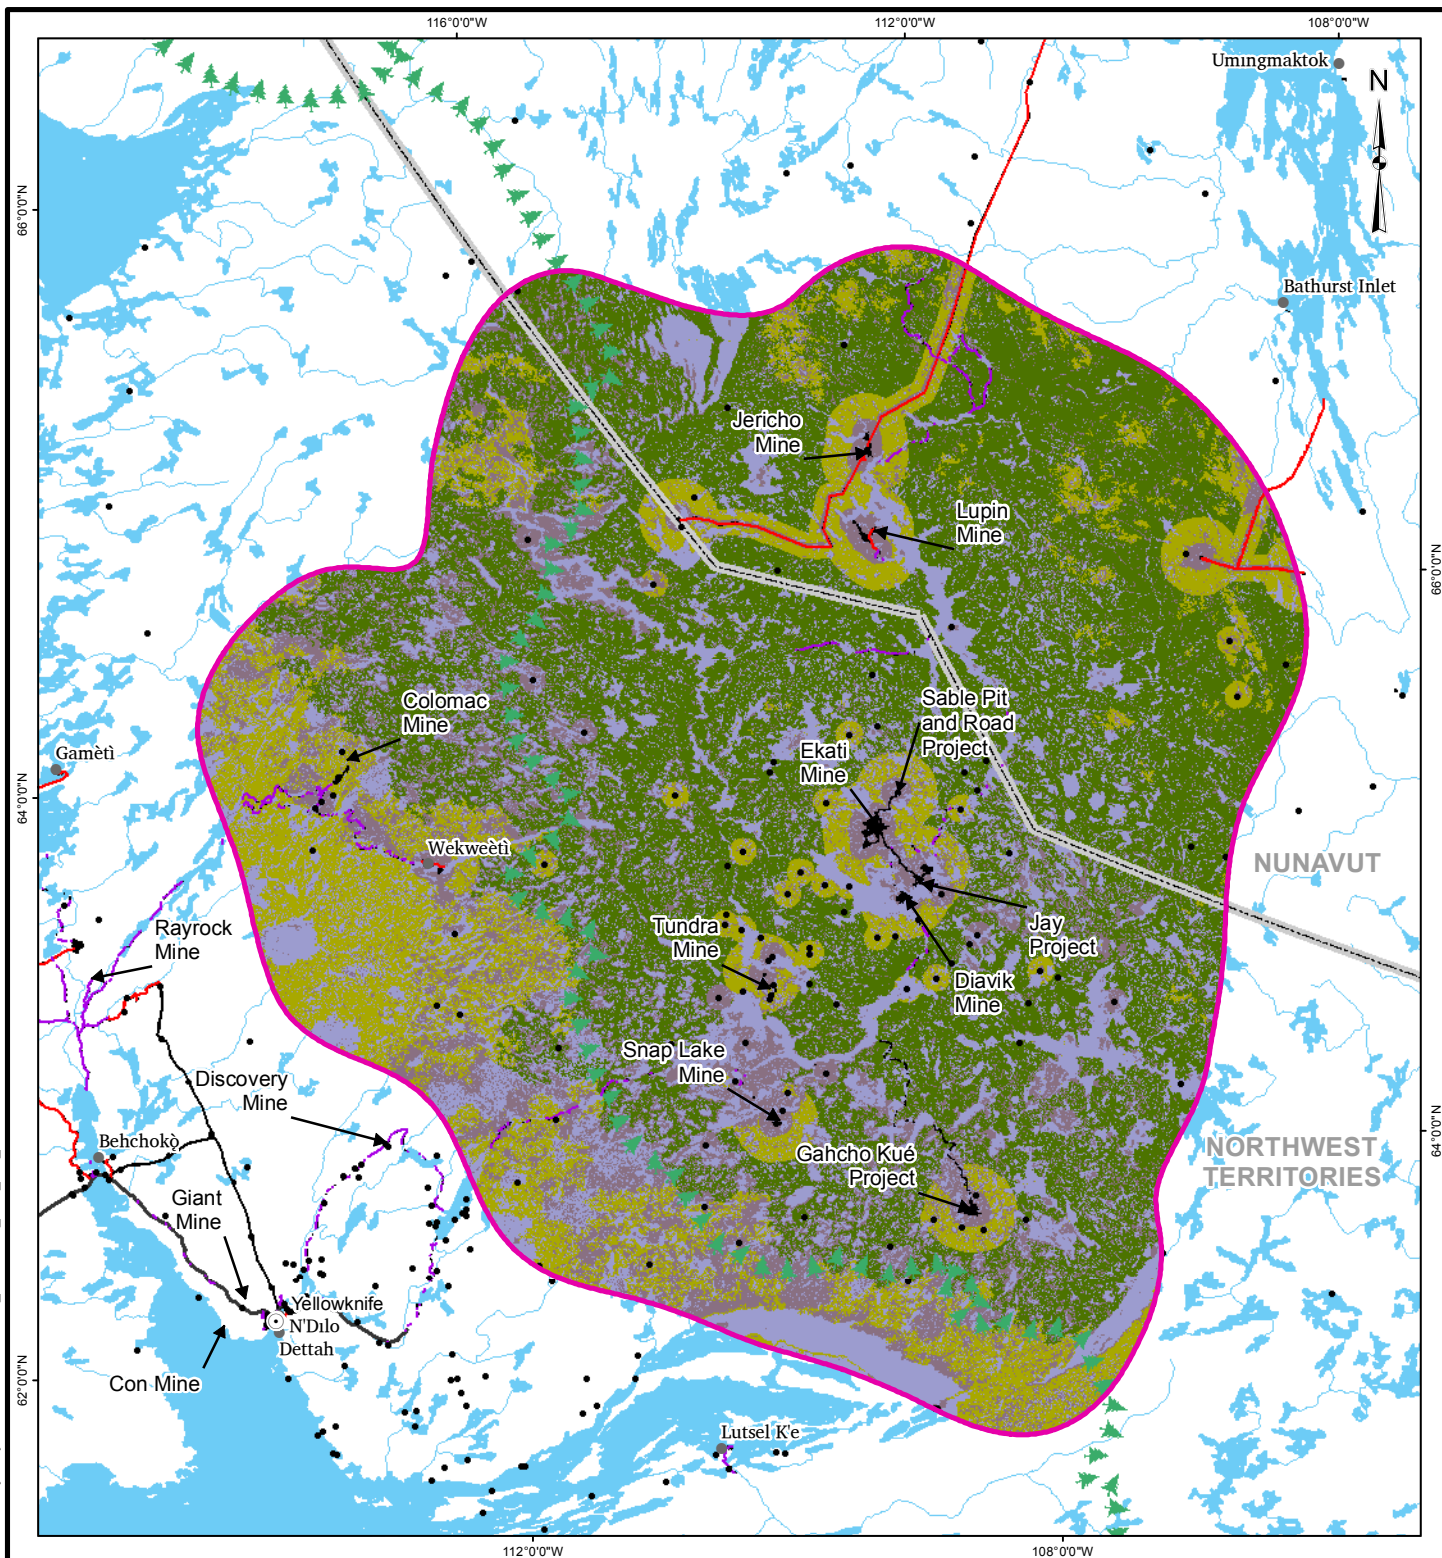 116°0'0"W
112°0'0"W
108°0'0"W
Umıngmaktok
N
66°0'0"N
Bathurst Inlet
Jericho
Mine
Lupin
Mine
66°0'0"N
Colomac
Mine
Sable Pit
and Road
Project
Ekati
Mine
Gamètì
64°0'0"N
Wekweètì
NUNAVUT
Rayrock
Mine
Tundra
Mine
Jay
Project
Diavik
Mine
Snap Lake
Mine
Discovery
Mine
Behchokǫ̀
64°0'0"N
NORTHWEST
TERRITORIES
Gahcho Kué
Project
Giant
Mine
Yellowknife
N'Dılo
Dettah
Con Mine
62°0'0"N
Lutsel K'e
112°0'0"W
108°0'0"W